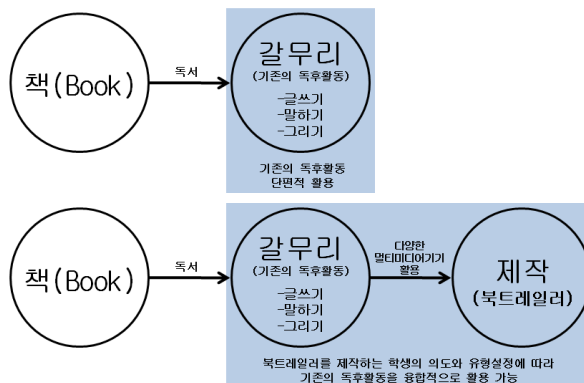 책(Book)
독서
갈무리
(기존의 독후활동)
-글쓰기
-말하기
-그리기
기존의 독후활동
단편적 활용
책(Book)
독서
갈무리
(기존의 독후활동)
-글쓰기
-말하기
-그리기
다양한
멀티미디어기기
활용
제작
(북트레일러)
북트레일러를 제작하는 학생의 의도와 유형설정에 따라
기존의 독후활동을 융합적으로 활용 가능